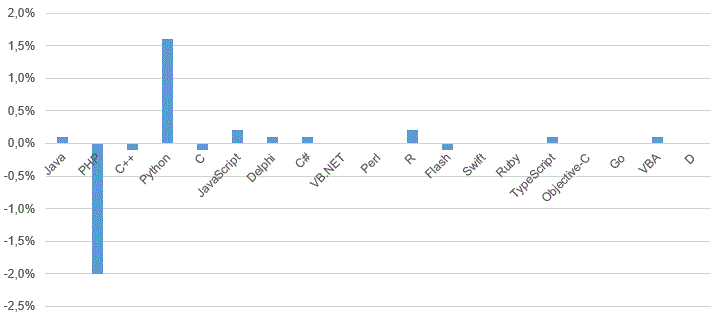 2,0%
1,5%
1,0%
0,5%
0,0%
-0,5%
-1,0%
-1,5%
-2,0%
-2,5%
Java
PHP
C++
Python
C
JavaScript
Delphi
C#
VB.NET
Perl
R
Flash
Swift
Ruby
TypeScript
Objective-C
Go
VBA
D